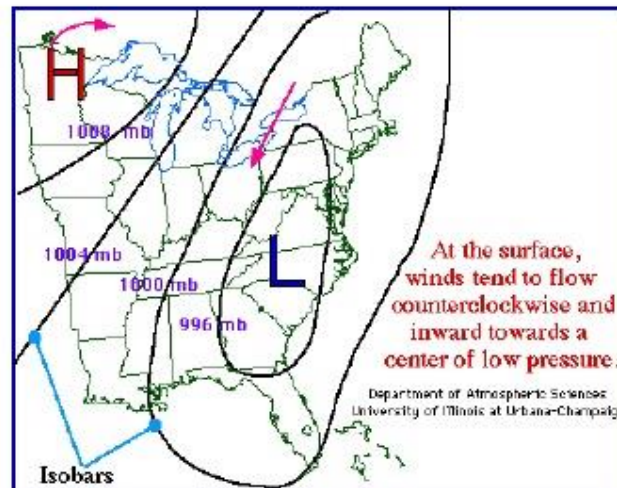 H
1008 mb
1004 mb
1000 mb
996 mb
L
At the surface,
winds tend to flow
counterclockwise and
inward towards a
center of low pressure.
Department of Atmospheric Sciences
University of Illinois at Urbana-Champaig
Isobars